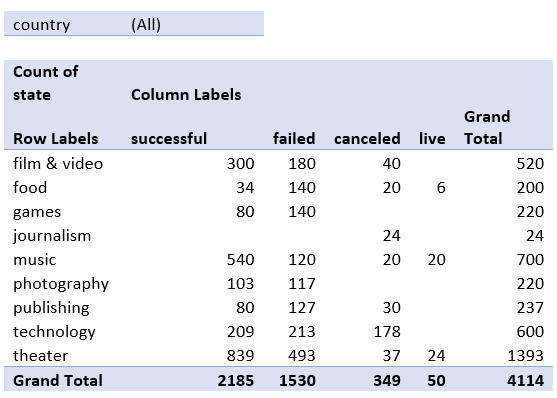 country (All)
Count of
state Column Labels
Grand
Row Labels successful failed canceled live Total
film & video 300 180 40 520
food 34 140 20 6 200
games 80 140 220
journalism 24 24
music 540 120 20 20 700
photography 103 117 220
publishing 80 127 30 237
technology 209 213 178 600
theater 839 493 37 24 1393
Grand Total 2185 1530 349 50 4114